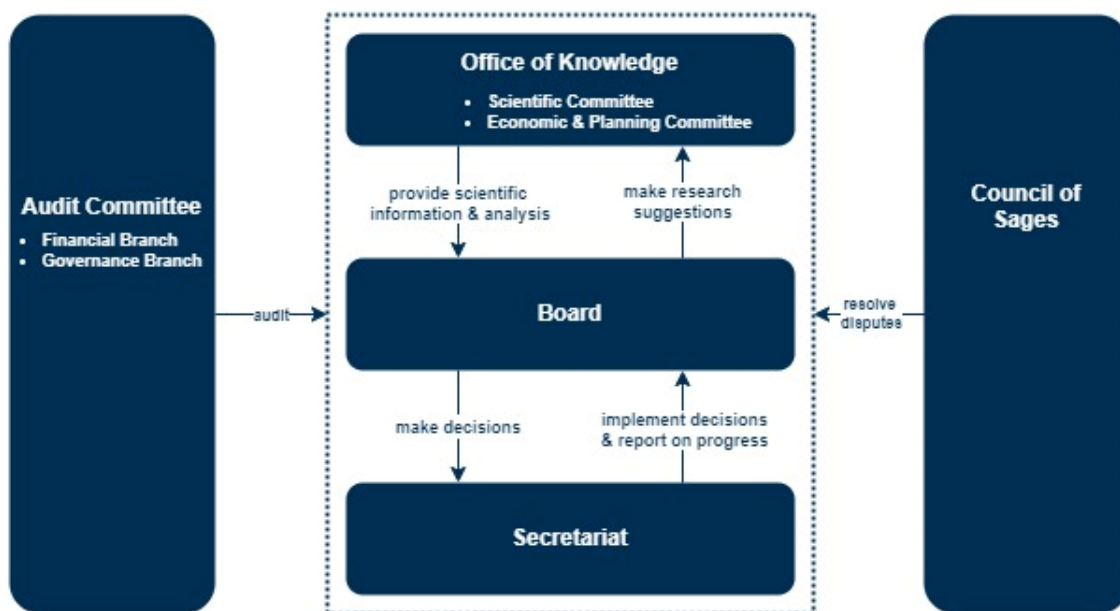 Office of Knowledge
• Scientific Committee
• Economic & Planning Committee
Audit Committee
• Financial Branch
• Governance Branch
provide scientific
information & analysis
make research
suggestions
Council of
Sages
Board
audit
resolve
disputes
make decisions
implement decisions
& report on progress
Secretariat